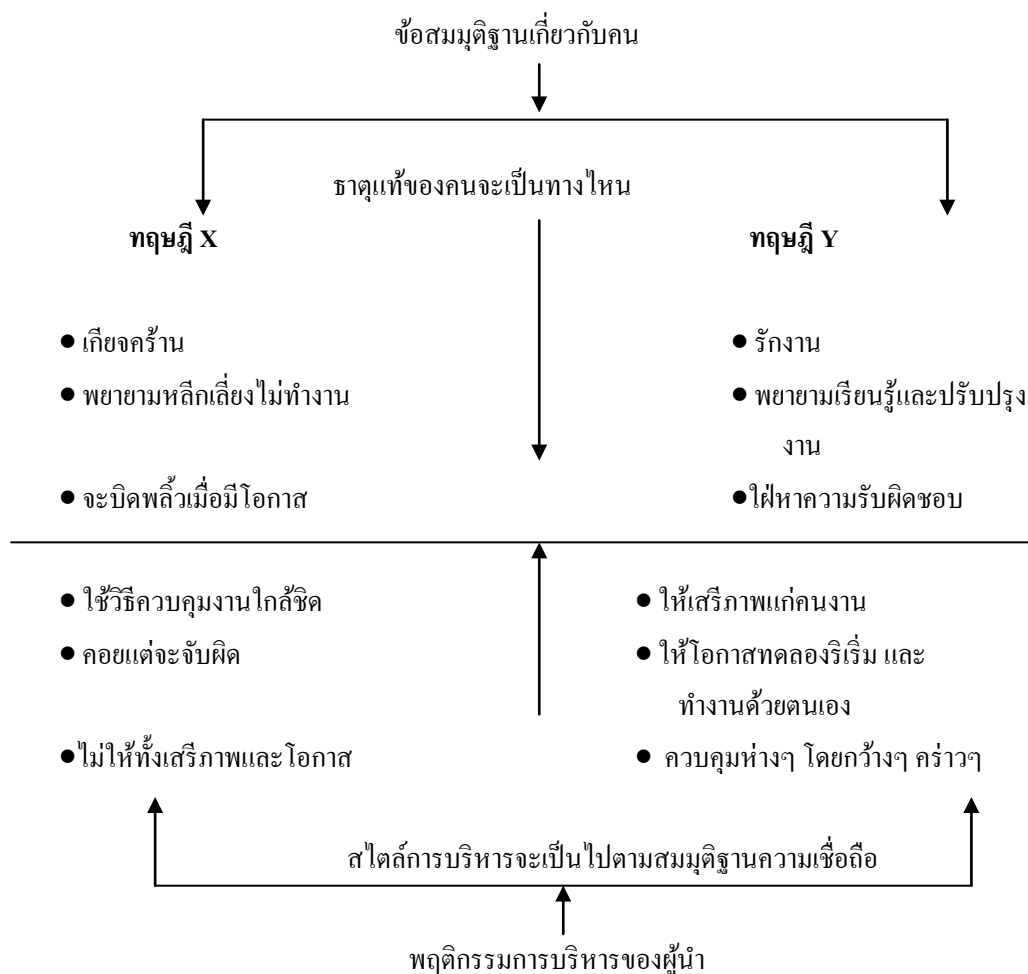 ข้อสมมุติฐานเกี่ยวกับคน
ธาตุแท้ของคนจะเป็นทางไหน
ทฤษฎี X
ทฤษฎี Y
● เกียจคร้าน
● รักงาน
● พยายามหลีกเลี่ยงไม่ทำงาน
● พยายามเรียนรู้และปรับปรุง
งาน
● จะบิดพลิ้วเมื่อมีโอกาส
● ใฝ่หาความรับผิดชอบ
● ใช้วิธีควบคุมงานใกล้ชิด
● ให้เสรีภาพแก่คนงาน
● คอยแต่จะจับผิด
● ให้โอกาสทดลองริเริ่ม และ
ทำงานด้วยตนเอง
● ไม่ให้ทั้งเสรีภาพและโอกาส
● ควบคุมห่างๆ โดยกว้างๆ คร่าวๆ
สไตล์การบริหารจะเป็นไปตามสมมุติฐานความเชื่อถือ
พฤติกรรมการบริหารของผู้นำ